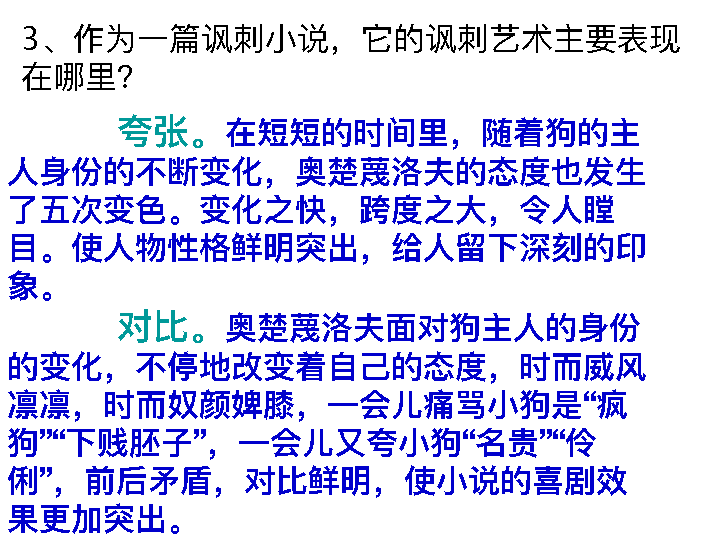 3、作为一篇讽刺小说，它的讽刺艺术主要表现
在哪里？
夸张。在短短的时间里，随着狗的主
人身份的不断变化，奥楚蔑洛夫的态度也发生
了五次变色。变化之快，跨度之大，令人瞠
目。使人物性格鲜明突出，给人留下深刻的印
象。
对比。奥楚蔑洛夫面对狗主人的身份
的变化，不停地改变着自己的态度，时而威风
凛凛，时而奴颜婢膝，一会儿痛骂小狗是“疯
狗”“下贱胚子”，一会儿又夸小狗“名贵”“伶
俐”，前后矛盾，对比鲜明，使小说的喜剧效
果更加突出。